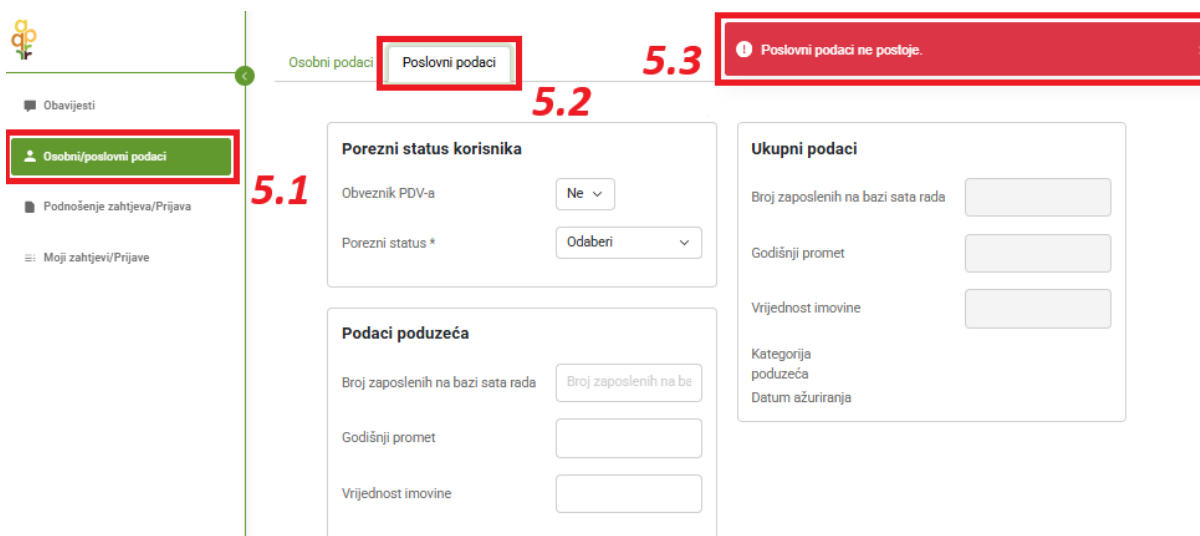 Obavijesti
Osobni/poslovni podaci
5.1
Podnošenje zahtjeva/Prijava
Moji zahtjevi/Prijave
Osobni podaci
Poslovni podaci
5.2
5.3
Poslovni podaci ne postoje.
Porezni status korisnika
Obveznik PDV-a
Ne
Porezni status *
Odaberi
Podaci poduzeća
Broj zaposlenih na bazi sata rada
Broj zaposlenih na ba
Godišnji promet
Vrijednost imovine
Ukupni podaci
Broj zaposlenih na bazi sata rada
Godišnji promet
Vrijednost imovine
Kategorija
poduzeća
Datum ažuriranja